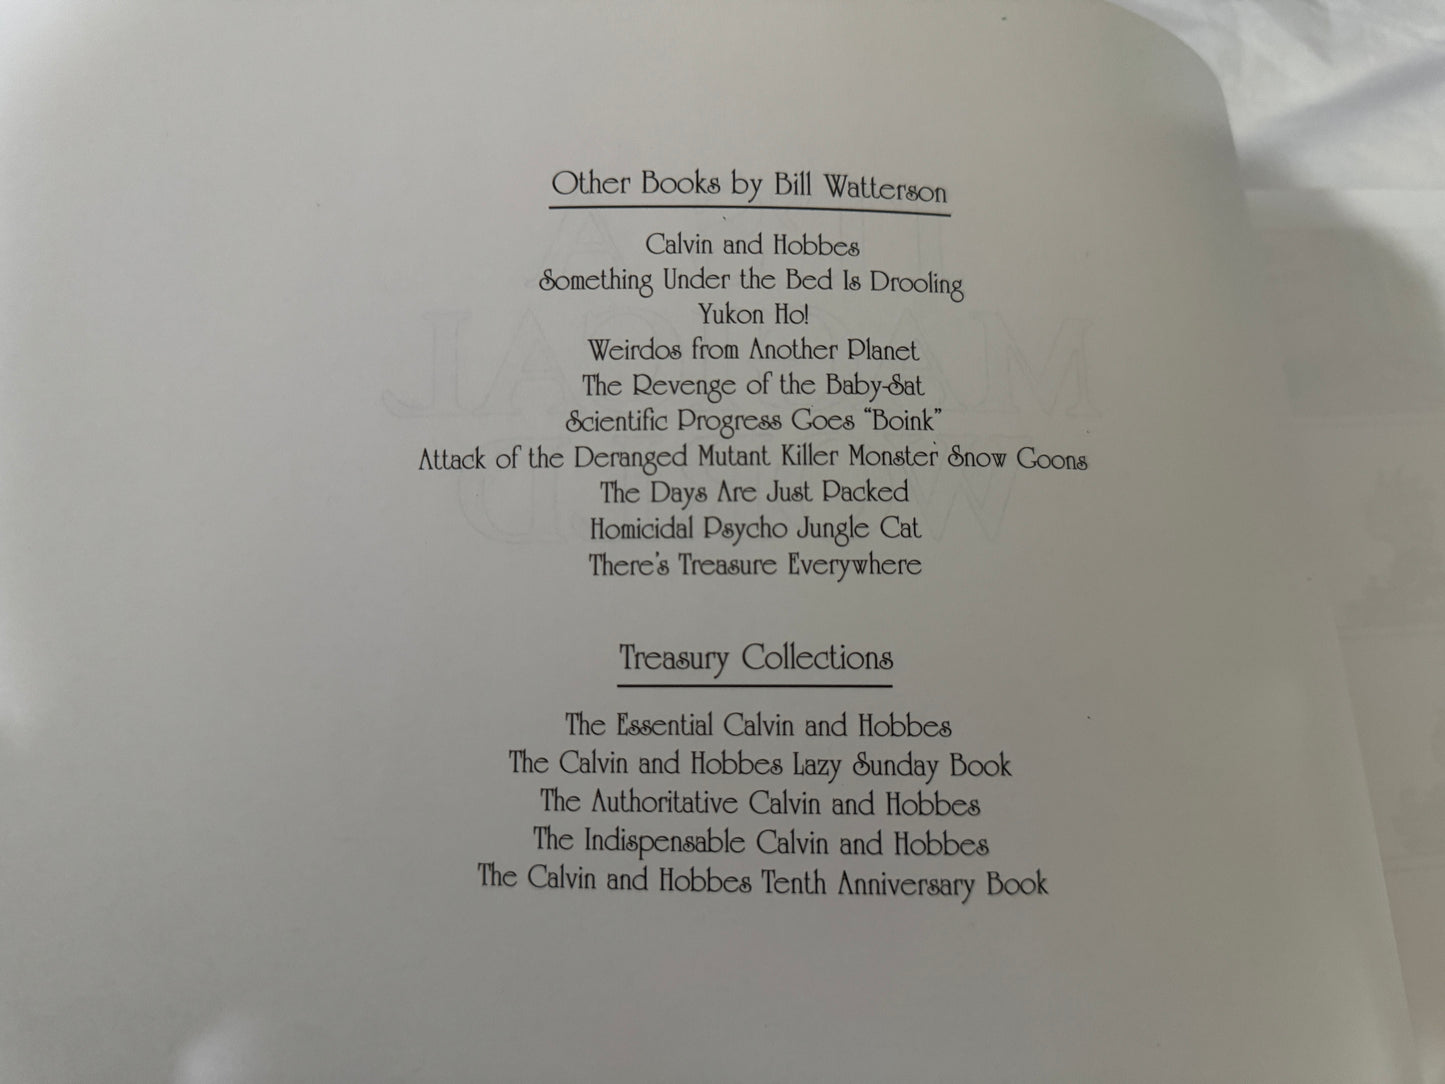 Other Books by Bill Watterson
Calvin and Hobbes
Something Under the Bed Is Drooling
Yukon Ho!
Weirdos from Another Planet
The Revenge of the Baby-Sat
Scientific Progress Goes “Boink”
Attack of the Deranged Mutant Killer Monster Snow Goons
The Days Are Just Packed
Homicidal Psycho Jungle Cat
There's Treasure Everywhere
Treasury Collections
The Essential Calvin and Hobbes
The Calvin and Hobbes Lazy Sunday Book
The Authoritative Calvin and Hobbes
The Indispensable Calvin and Hobbes
The Calvin and Hobbes Tenth Anniversary Book